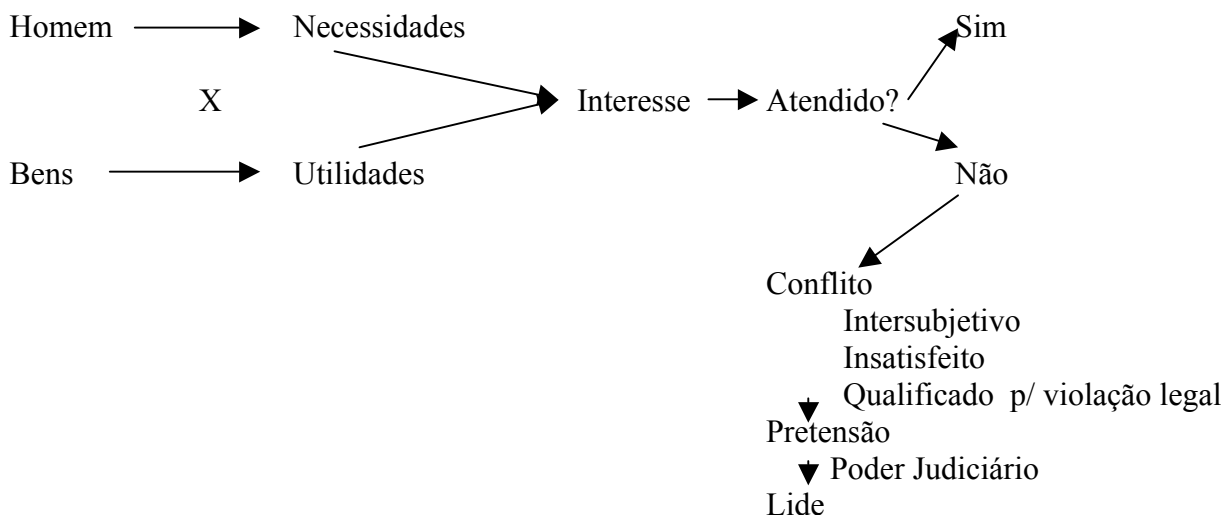 Homem Necessidades Sim
X Interesse Atendido?
Bens Utilidades Não
Conflito
Intersubjetivo
Insatisfeito
Qualificado p/ violação legal
Pretensão
Poder Judiciário
Lide